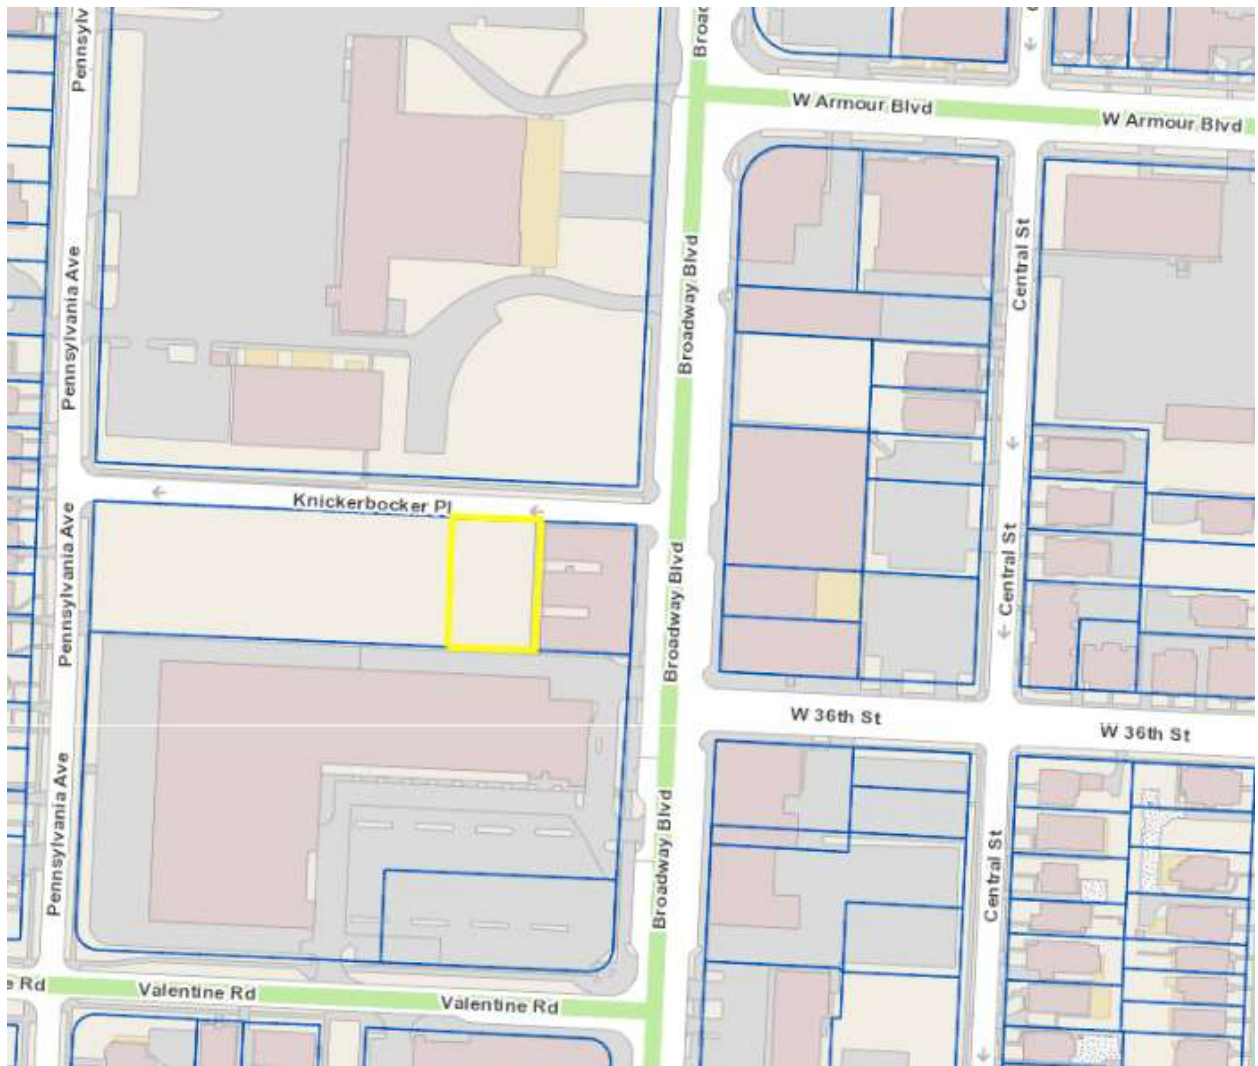 Pennsylv
Broad
C
W Armour Blvd
W Armour Blvd
Pennsylvania Ave
Broadway Blvd
Central St
Knickerbocker Pl
Pennsylvania Ave
Broadway Blvd
Central St
W 36th St
W 36th St
Pennsylvania Ave
Broadway Blvd
Central St
e Rd
Valentine Rd
Valentine Rd